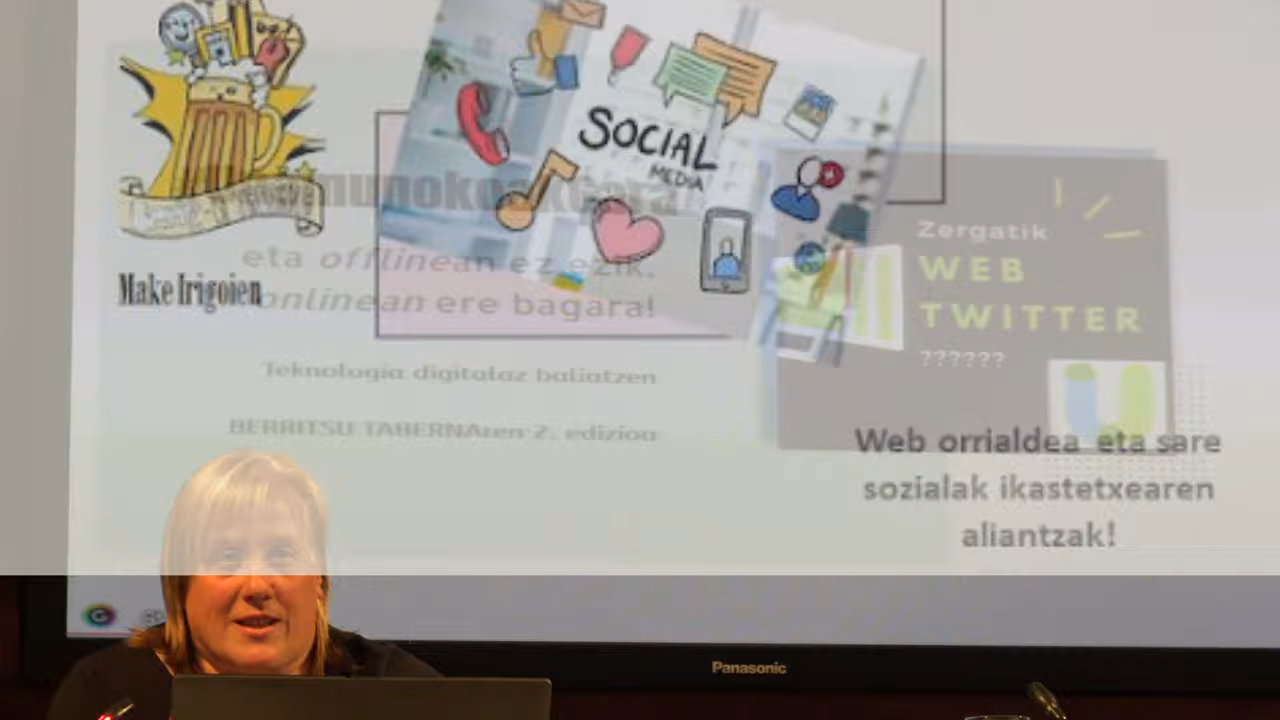 SOCIAL
MEDIA
eta offlinean ez ezik.
onlinean ere bagara!
Make Irigoien
Zergatik
WEB
TWITTER
??????
Teknologia digitalaz baliatzen
BERRITSU TABERNAren 2. edizioa
Web orrialdea eta sare
sozialak ikastetxearen
aliantzak!
G
Panasonic